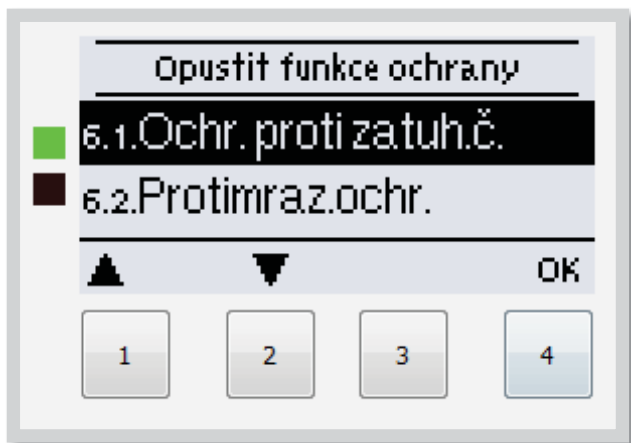 Opustit funkce ochrany
6.1.Ochr. proti zatuh.č.
6.2.Protimraz.ochr.
▲ ▼ OK
1 2 3 4